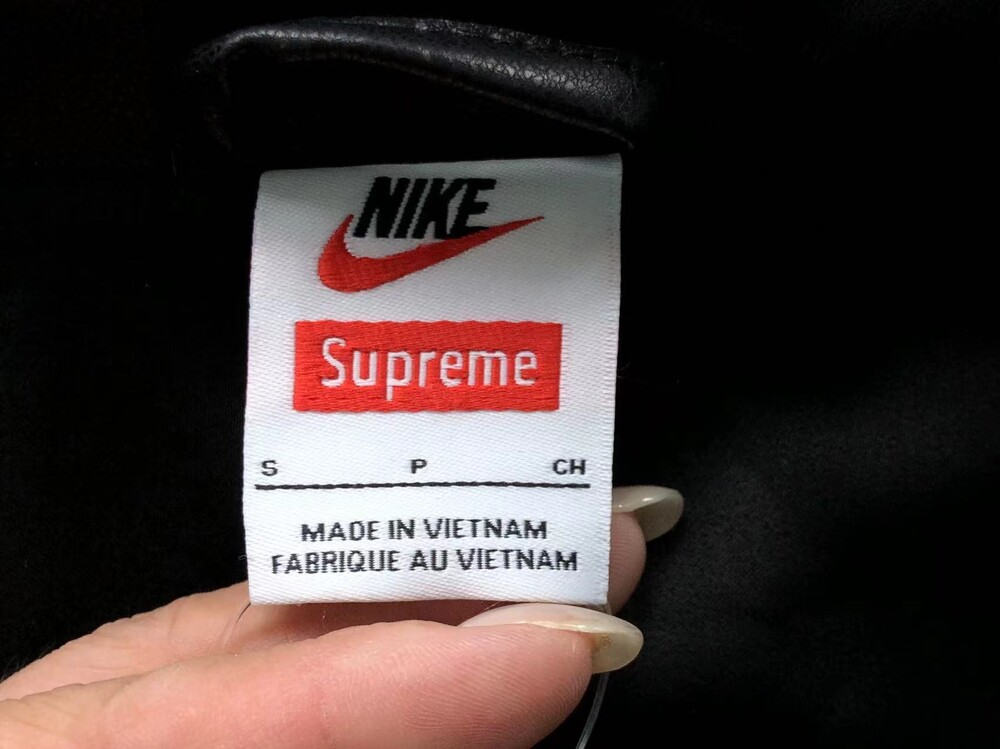 NIKE
Supreme
S P CH
MADE IN VIETNAM
FABRIQUE AU VIETNAM